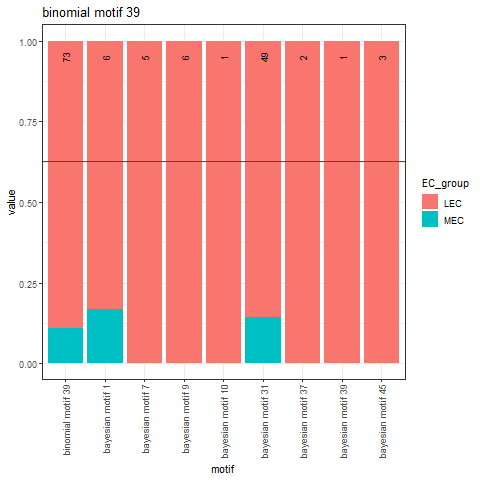 binomial motif 39
1.00
0.75
0.50
0.25
0.00
value
73
6
5
6
1
49
2
1
3
binomial motif 39
bayesian motif 1
bayesian motif 7
bayesian motif 9
bayesian motif 10
bayesian motif 31
bayesian motif 37
bayesian motif 39
bayesian motif 45
motif
EC_group
LEC
MEC